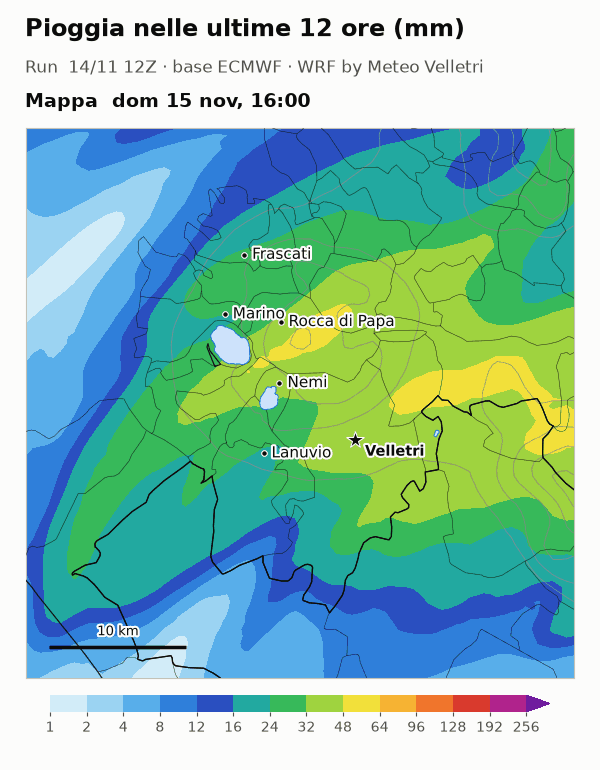 Pioggia nelle ultime 12 ore (mm)
Run  14/11 12Z · base ECMWF · WRF by Meteo Velletri
Mappa  dom 15 nov, 16:00
Frascati
Marino
Rocca di Papa
Nemi
Velletri
Lanuvio
10 km
1 2 4 8 12 16 24 32 48 64 96 128 192 256